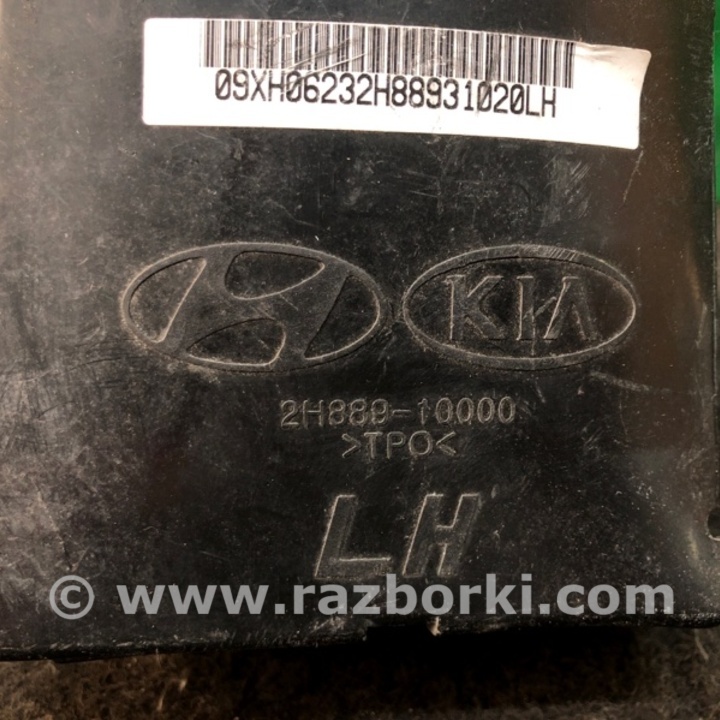 09XH06232H88931020LH
KIA
2H889-10000
>TPO<
LH
© www.razborki.com